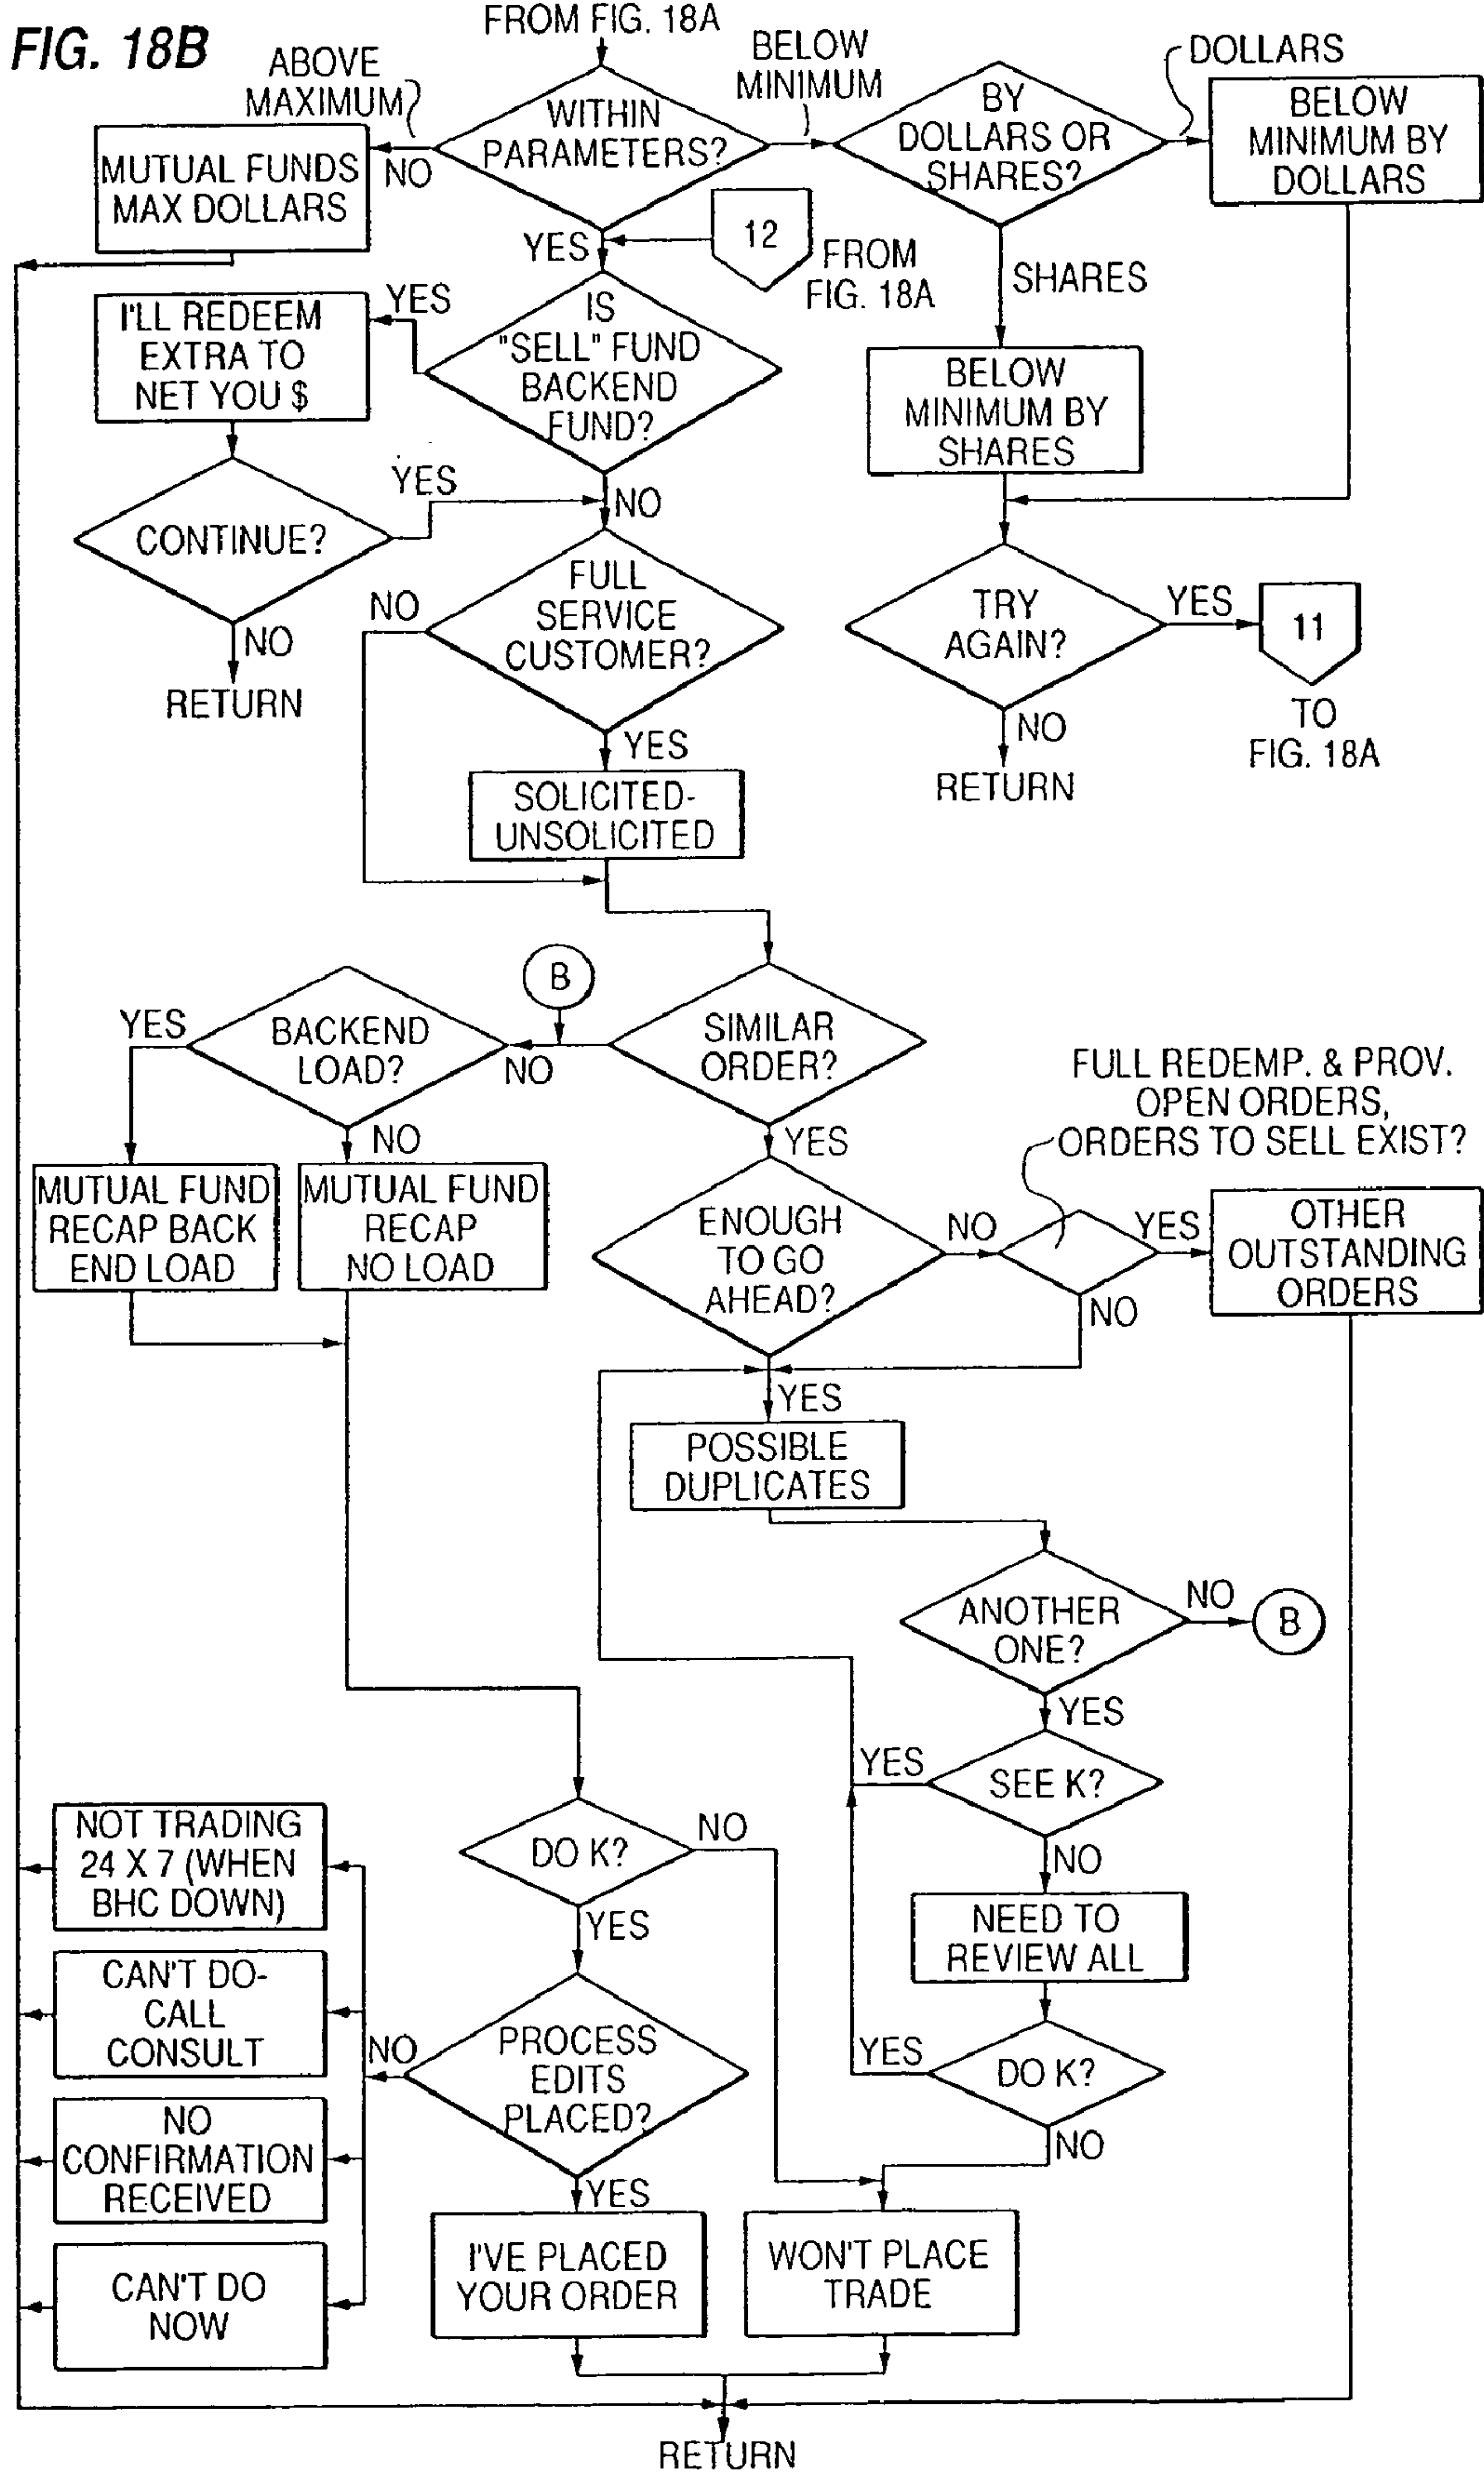 FIG. 18B
FROM FIG. 18A
ABOVE
MAXIMUM
BELOW
MINIMUM
DOLLARS
WITHIN
PARAMETERS?
BY
DOLLARS OR
SHARES?
BELOW
MINIMUM BY
DOLLARS
MUTUAL FUNDS
MAX DOLLARS
NO
YES
12
FROM
FIG. 18A
SHARES
I'LL REDEEM
EXTRA TO
NET YOU $
YES
IS
"SELL" FUND
BACKEND
FUND?
BELOW
MINIMUM BY
SHARES
YES
NO
CONTINUE?
NO
RETURN
NO
FULL
SERVICE
CUSTOMER?
YES
TRY
AGAIN?
YES
11
TO
FIG. 18A
NO
RETURN
SOLICITED-
UNSOLICITED
B
YES
BACKEND
LOAD?
NO
SIMILAR
ORDER?
FULL REDEMP. & PROV.
OPEN ORDERS,
ORDERS TO SELL EXIST?
NO
YES
MUTUAL FUND
RECAP BACK
END LOAD
MUTUAL FUND
RECAP
NO LOAD
ENOUGH
TO GO
AHEAD?
NO
YES
OTHER
OUTSTANDING
ORDERS
NO
YES
POSSIBLE
DUPLICATES
ANOTHER
ONE?
NO
B
YES
YES
SEE K?
NO
NOT TRADING
24 X 7 (WHEN
BHC DOWN)
DO K?
NO
YES
NEED TO
REVIEW ALL
CAN'T DO-
CALL
CONSULT
NO
PROCESS
EDITS
PLACED?
YES
DO K?
NO
NO
CONFIRMATION
RECEIVED
YES
CAN'T DO
NOW
I'VE PLACED
YOUR ORDER
WON'T PLACE
TRADE
RETURN